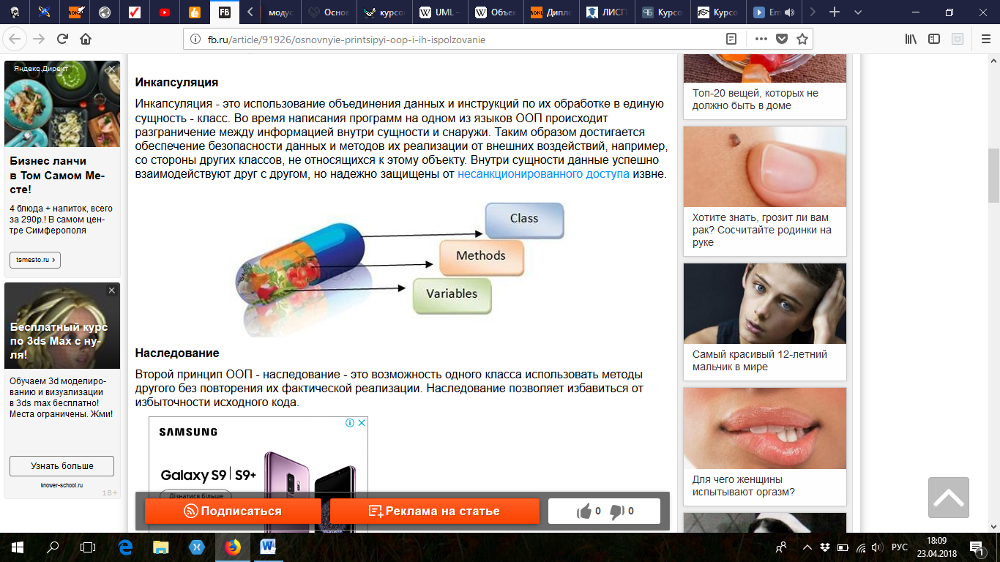 модус
Основ
курсо
UML –
Объек
Дипло
ЛИСП
Курсо
Курсо
Em
fb.ru/article/91926/osnovnyie-printsipyi-oop-i-ih-ispolzovanie
Яндекс.Директ
Бизнес ланчи
в Том Самом Ме-
сте!
4 блюда + напиток, всего
за 290р.! В самом цен-
тре Симферополя
tsmesto.ru
Бесплатный курс
по 3ds Max с ну-
ля!
Обучаем 3d моделиро-
ванию и визуализации
в 3ds max бесплатно!
Места ограничены. Жми!
Узнать больше
knower-school.ru
18+
Инкапсуляция
Инкапсуляция - это использование объединения данных и инструкций по их обработке в единую
сущность - класс. Во время написания программ на одном из языков ООП происходит
разграничение между информацией внутри сущности и снаружи. Таким образом достигается
обеспечение безопасности данных и методов их реализации от внешних воздействий, например,
со стороны других классов, не относящихся к этому объекту. Внутри сущности данные успешно
взаимодействуют друг с другом, но надежно защищены от несанкционированного доступа извне.
Class
Methods
Variables
Наследование
Второй принцип ООП - наследование - это возможность одного класса использовать методы
другого без повторения их фактической реализации. Наследование позволяет избавиться от
избыточности исходного кода.
SAMSUNG
Galaxy S9 | S9+
Дізнатися більше
Подписаться
Реклама на статье
0
0
Топ-20 вещей, которых не
должно быть в доме
Хотите знать, грозит ли вам
рак? Сосчитайте родинки на
руке
Самый красивый 12-летний
мальчик в мире
Для чего женщины
испытывают оргазм?
РУС
18:09
23.04.2018
1